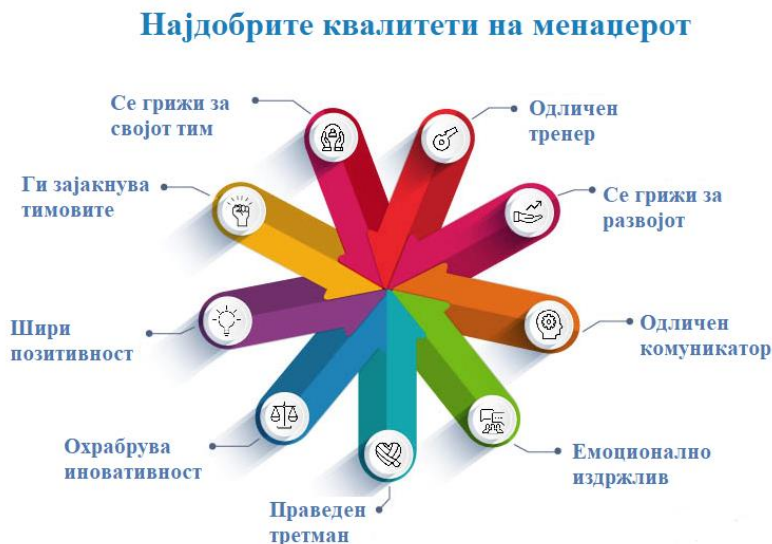 Најдобрите квалитети на менаџерот
Се грижи за
својот тим
Одличен
тренер
Ги зајакнува
тимовите
Се грижи за
развојот
Шири
позитивност
Одличен
комуникатор
Охрабрува
иновативност
Емоционално
издржлив
Праведен
третман